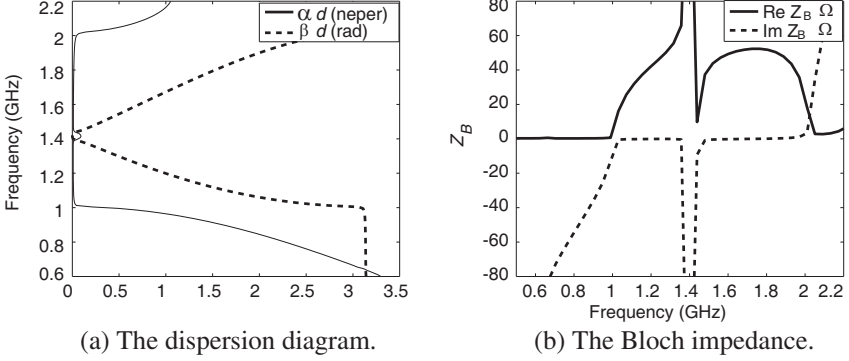 2.2
2
1.8
1.6
1.4
1.2
1
0.8
0.6
Frequency (GHz)
α d (neper)
β d (rad)
0 0.5 1 1.5 2 2.5 3 3.5
(a) The dispersion diagram.
80
60
40
20
0
-20
-40
-60
-80
Z_B
Re Z_B Ω
Im Z_B Ω
0.6 0.8 1 1.2 1.4 1.6 1.8 2 2.2
Frequency (GHz)
(b) The Bloch impedance.